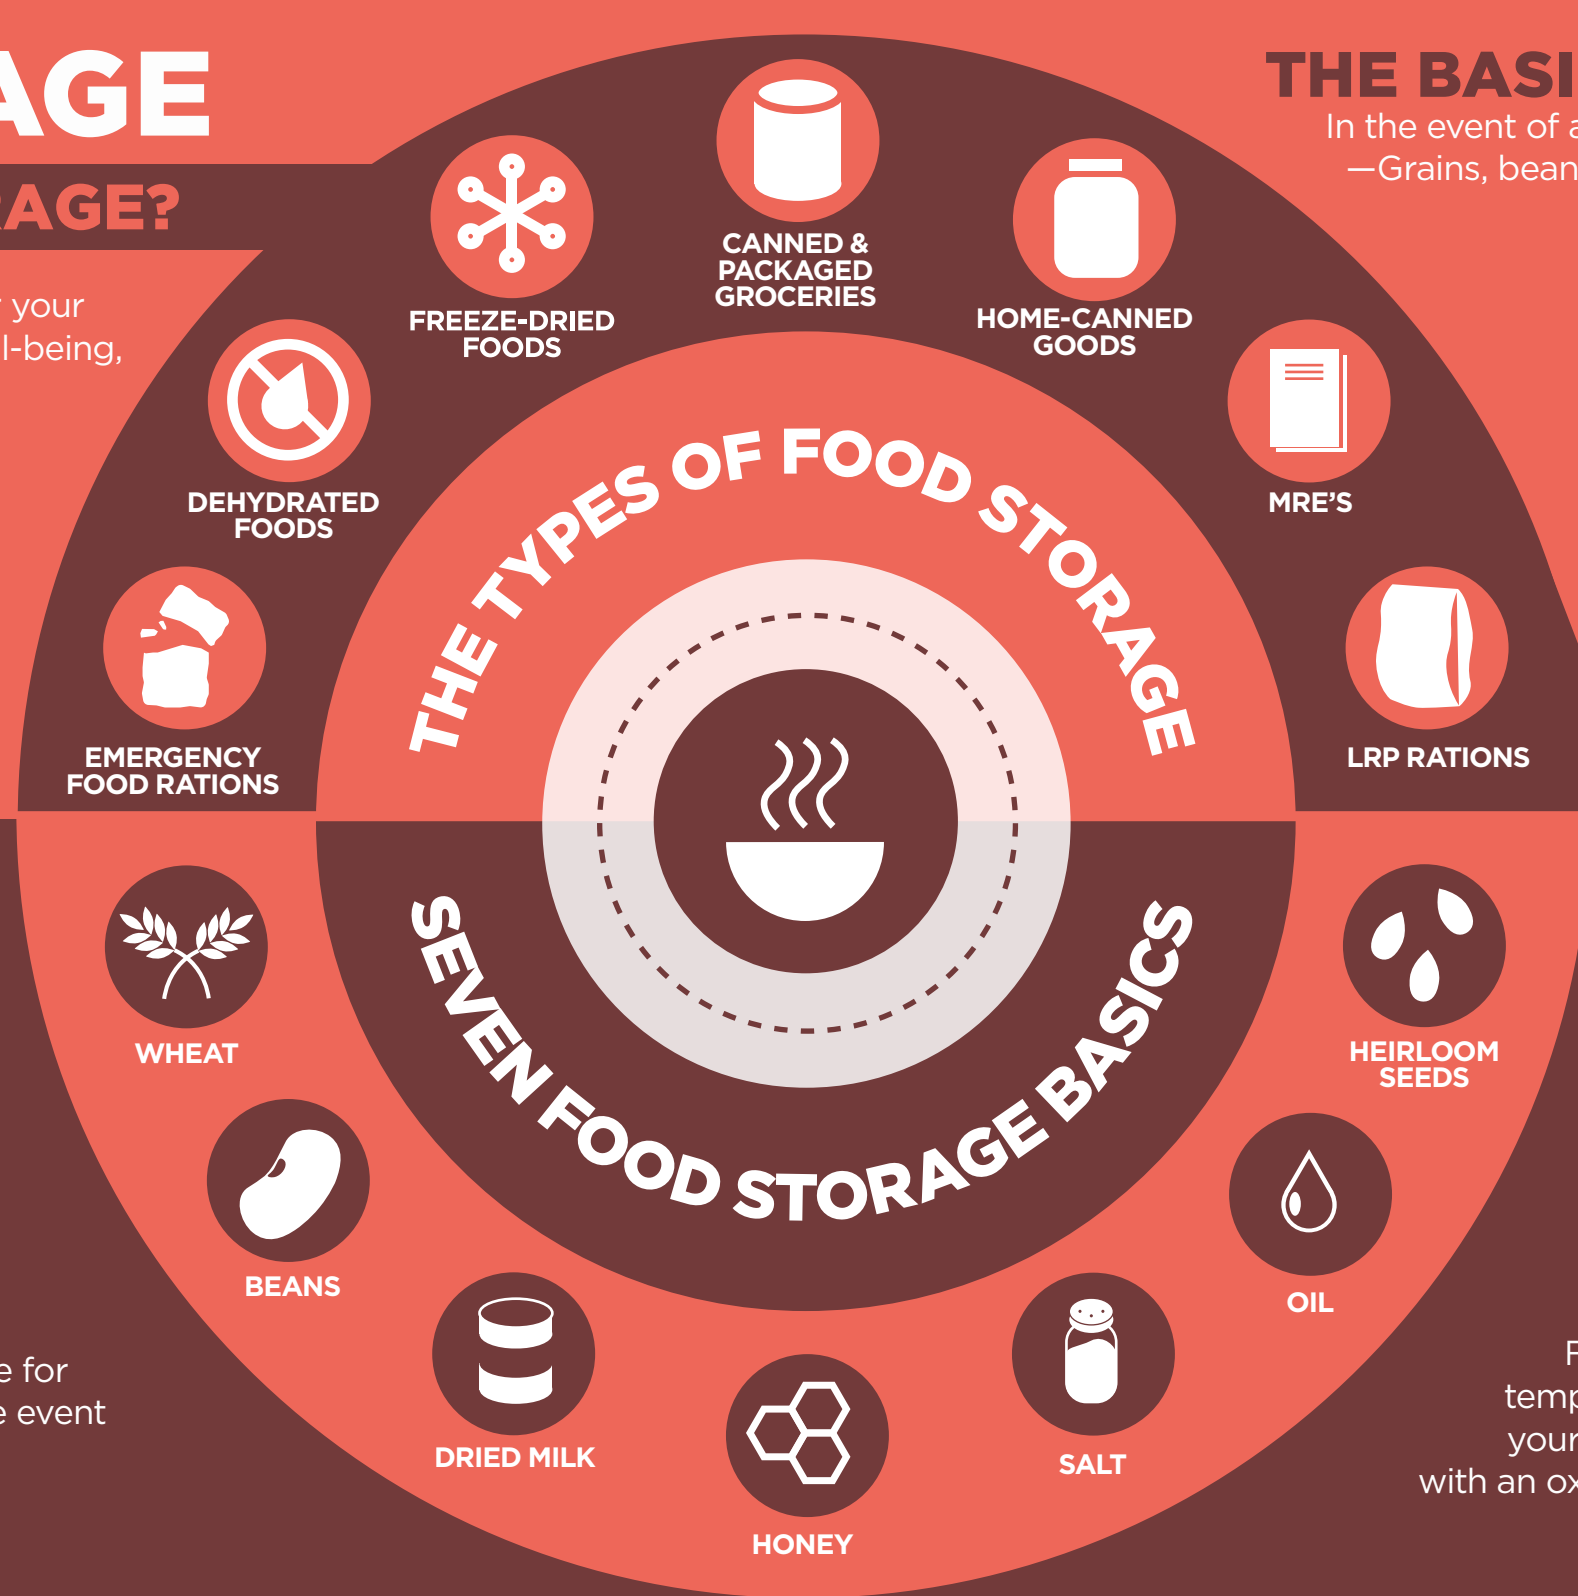 AGE
RAGE?
your
l-being,
THE BASI
In the event of a
—Grains, bean
CANNED &
PACKAGED
GROCERIES
FREEZE-DRIED
FOODS
HOME-CANNED
GOODS
DEHYDRATED
FOODS
MRE'S
EMERGENCY
FOOD RATIONS
LRP RATIONS
THE TYPES OF FOOD STORAGE
SEVEN FOOD STORAGE BASICS
WHEAT
HEIRLOOM
SEEDS
BEANS
OIL
DRIED MILK
SALT
HONEY
e for
e event
F
temp
your
with an ox